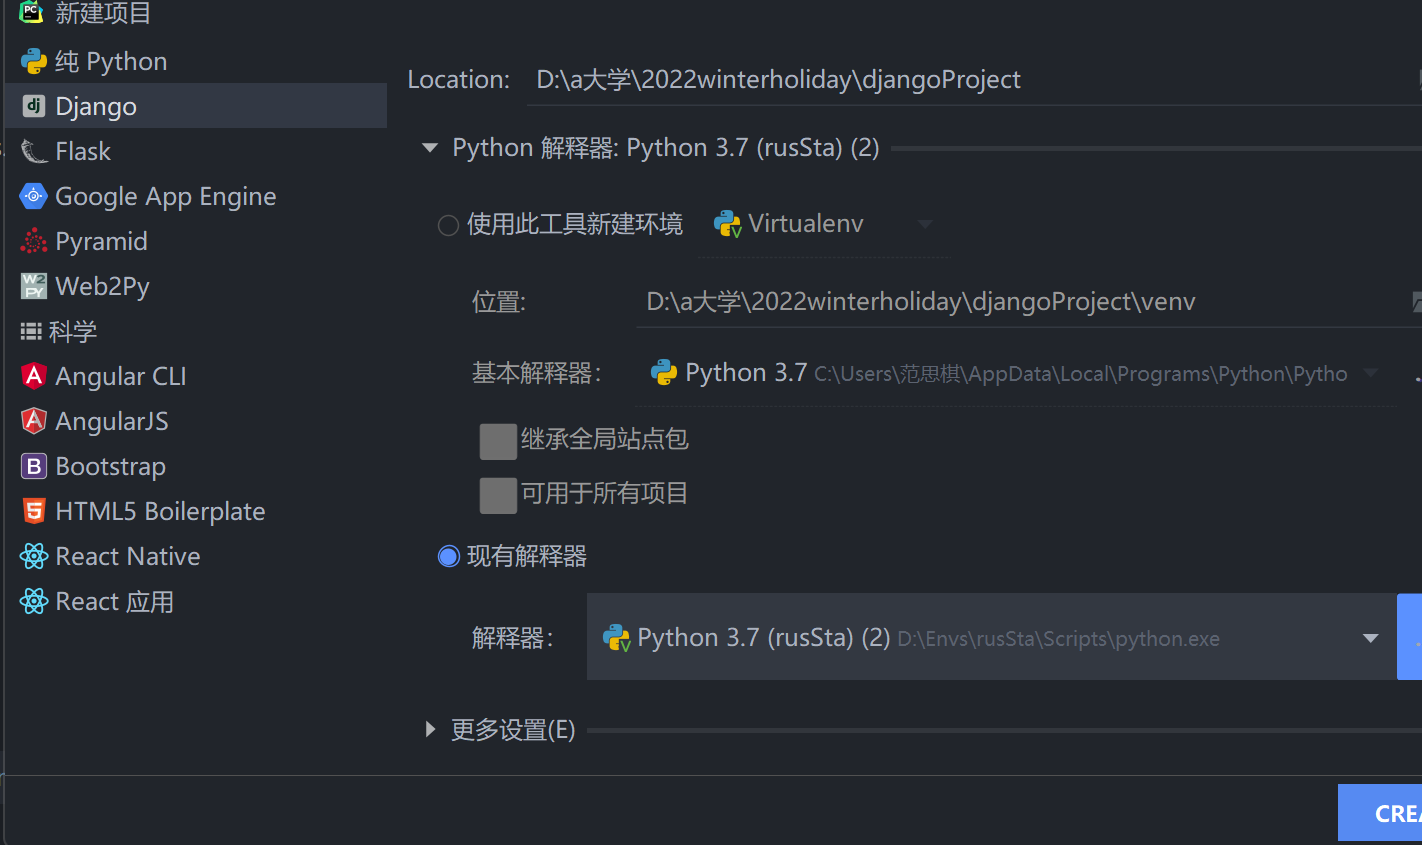 新建项目
纯 Python
Django
Flask
Google App Engine
Pyramid
Web2Py
科学
Angular CLI
AngularJS
Bootstrap
HTML5 Boilerplate
React Native
React 应用
Location: D:\a大学\2022winterholiday\djangoProject
Python 解释器: Python 3.7 (rusSta) (2)
使用此工具新建环境 Virtualenv
位置: D:\a大学\2022winterholiday\djangoProject\venv
基本解释器: Python 3.7 C:\Users\范思棋\AppData\Local\Programs\Python\Pytho
继承全局站点包
可用于所有项目
现有解释器
解释器: Python 3.7 (rusSta) (2) D:\Envs\rusSta\Scripts\python.exe
更多设置(E)